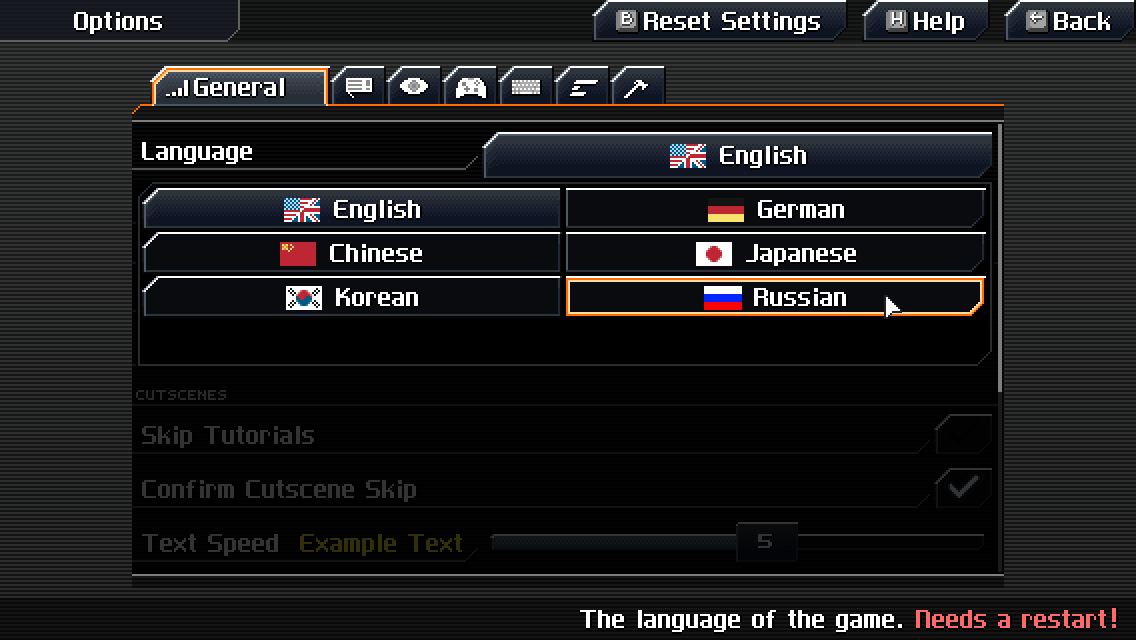 Options
B Reset Settings
H Help
Back
General
Language
English
English
German
Chinese
Japanese
Korean
Russian
CUTSCENES
Skip Tutorials
Confirm Cutscene Skip
Text Speed Example Text 5
The language of the game. Needs a restart!